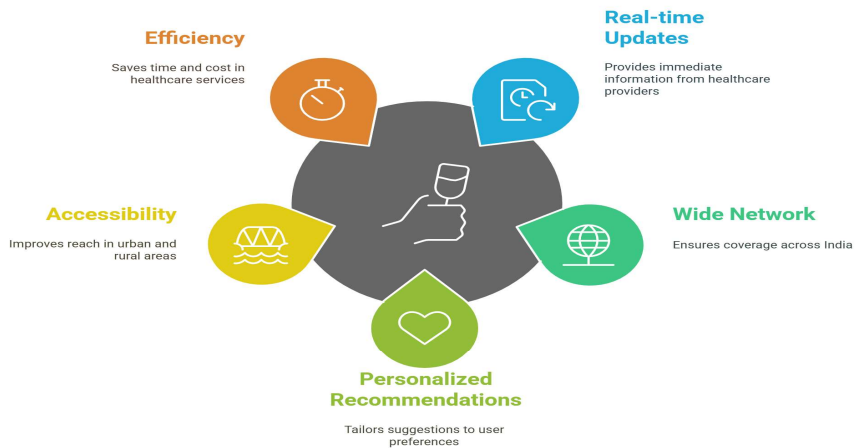 Efficiency
Saves time and cost in
healthcare services
Real-time
Updates
Provides immediate
information from healthcare
providers
Accessibility
Improves reach in urban and
rural areas
Wide Network
Ensures coverage across India
Personalized
Recommendations
Tailors suggestions to user
preferences